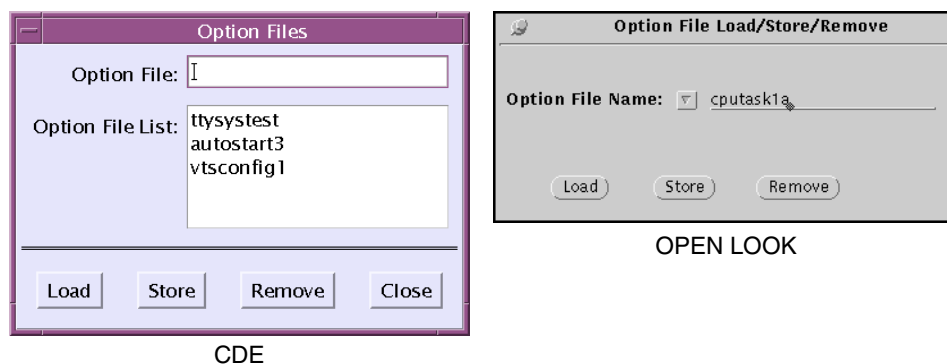 Option Files
Option File:
Option File List:
ttysystest
autostart3
vtsconfig1
Load
Store
Remove
Close
CDE
Option File Load/Store/Remove
Option File Name: cputask1a
Load
Store
Remove
OPEN LOOK